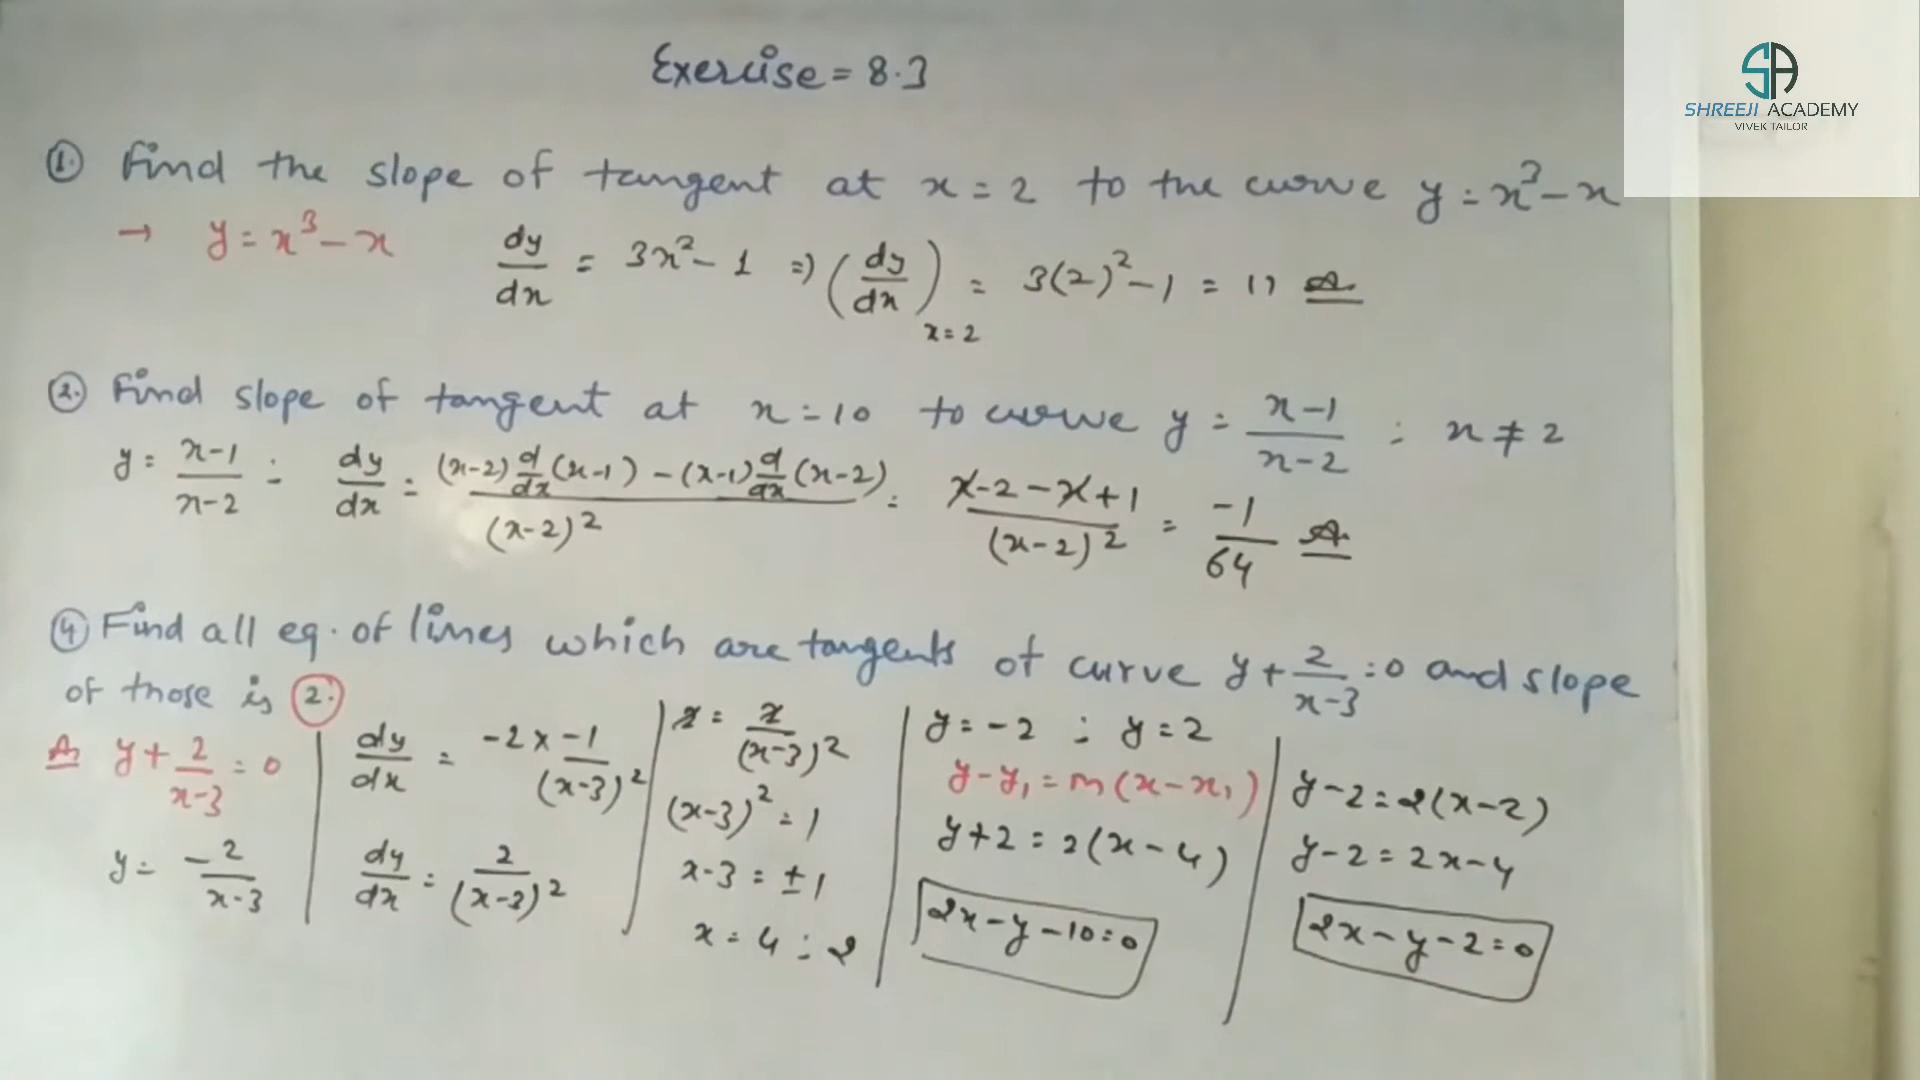 Exercise = 8.3
SHREEJI ACADEMY
VIVEK TAILOR
① Find the slope of tangent at x = 2 to the curve y = x³ - x
→ y = x³ - x dy/dx = 3x² - 1 ⇒ (dy/dx)x=2 = 3(2)² - 1 = 11 A.
② Find slope of tangent at x = 10 to curve y = x-1/x-2 : x ≠ 2
y = x-1/x-2 : dy/dx = (x-2) d/dx (x-1) - (x-1) d/dx (x-2)/(x-2)² = x-2-x+1/(x-2)² = -1/64 A.
④ Find all eq. of lines which are tangents of curve y + 2/x-3 = 0 and slope
of those is 2.
A y + 2/x-3 = 0
y = -2/x-3
dy/dx = -2 x -1/(x-3)²
dy/dx = 2/(x-3)²
2 = 2/(x-3)²
(x-3)² = 1
x-3 = ±1
x = 4 : 2
y = -2 : y = 2
y - y₁ = m(x - x₁)
y + 2 = 2(x - 4)
2x - y - 10 = 0
y - 2 = 2(x - 2)
y - 2 = 2x - 4
2x - y - 2 = 0